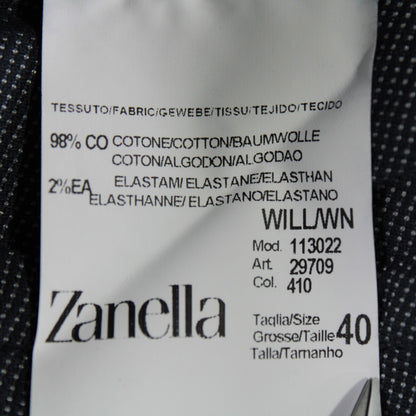 TESSUTO/FABRIC/GEWEBE/TISSU/TEJIDO/TECIDO
98% CO COTONE/COTTON/BAUMWOLLE
COTON/ALGODON/ALGODAO
2%EA ELASTAM/ELASTANE/ELASTHAN
ELASTHANNE/ELASTANO/ELASTANO
WILL/WN
Mod. 113022
Art. 29709
Col. 410
Zanella
Taglia/Size
Grosse/Taille 40
Talla/Tamanho